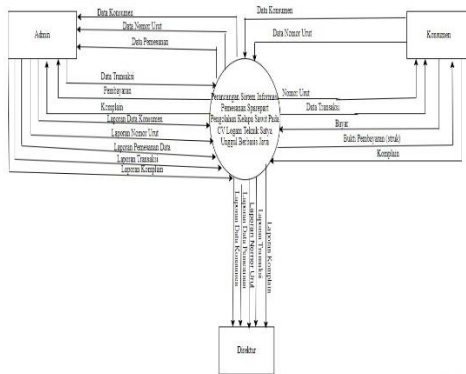 Data Konsumen
Data Nomor Urut
Data Pemesanan
Admin
Data Konsumen
Data Nomor Urut
Konsumen
Data Transaksi
Pembayaran
Komplain
Laporan Data Konsumen
Laporan Nomor Urut
Laporan Pemesanan Data
Laporan Transaksi
Laporan Komplain
Perancangan Sistem Informasi
Pemesanan Sparepart
Pengolahan Kelapa Sawit Pada
CV Logam Teknik Satya
Unggul Berbasis Java
Nomor Urut
Data Transaksi
Bayar
Bukti Pembayaran (struk)
Komplain
Laporan Data Konsumen
Laporan Data Pemesanan
Laporan Nomor Urut
Laporan Transaksi
Laporan Komplain
Direktur